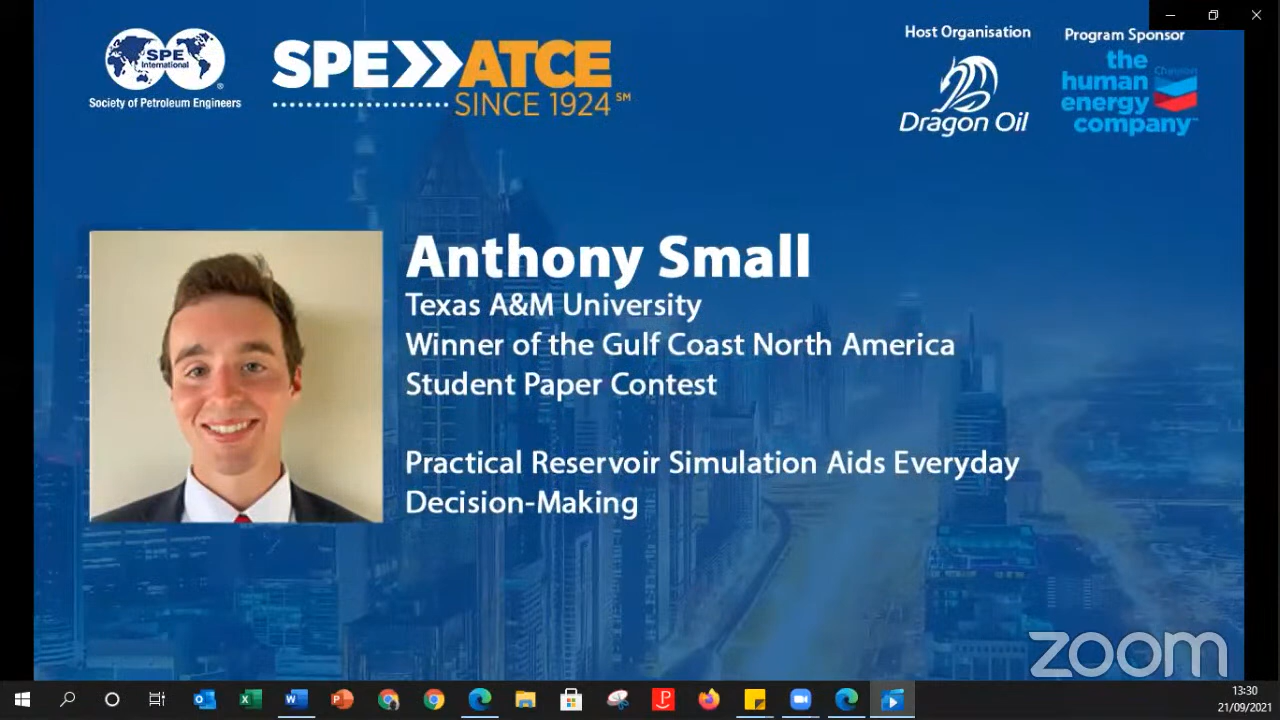 SPE
International
Society of Petroleum Engineers
SPE ATCE
SINCE 1924 SM
Host Organisation
Dragon Oil
Program Sponsor
the
human
energy
company™
Chevron
Anthony Small
Texas A&M University
Winner of the Gulf Coast North America
Student Paper Contest
Practical Reservoir Simulation Aids Everyday
Decision-Making
zoom
13:30
21/09/2021